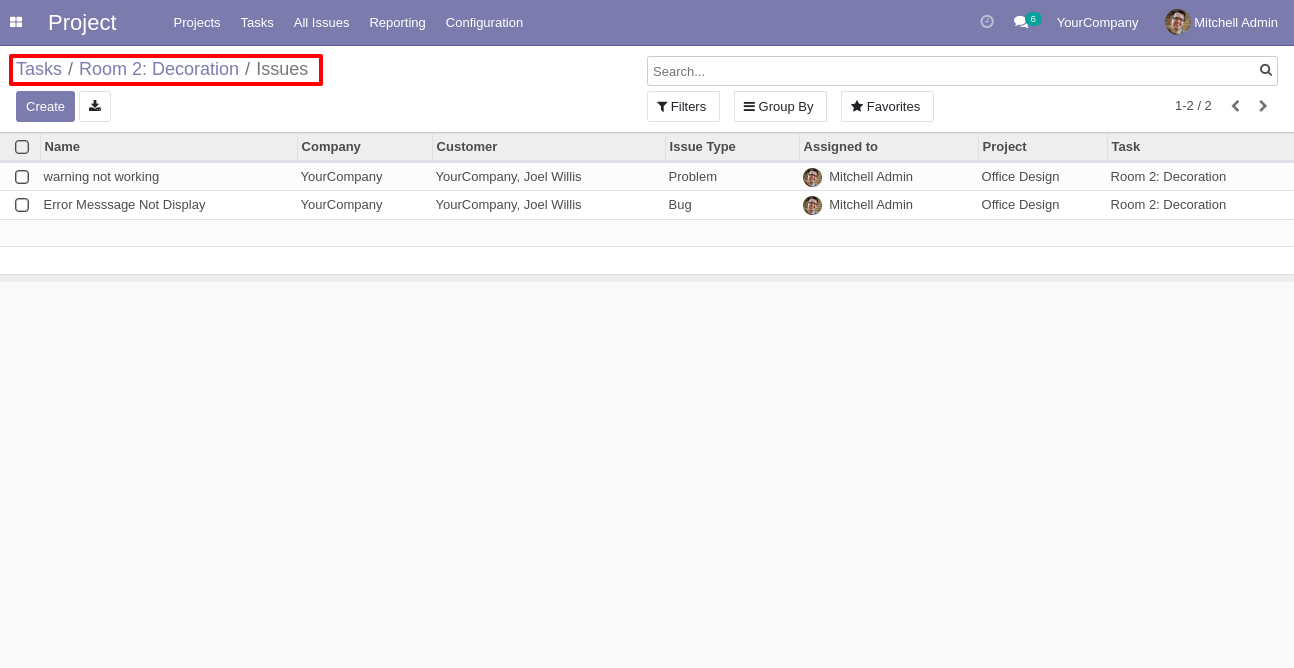 Project Projects Tasks All Issues Reporting Configuration 6 YourCompany Mitchell Admin
Tasks / Room 2: Decoration / Issues Search...
Create Filters Group By Favorites 1-2 / 2
Name Company Customer Issue Type Assigned to Project Task
warning not working YourCompany YourCompany, Joel Willis Problem Mitchell Admin Office Design Room 2: Decoration
Error Messsage Not Display YourCompany YourCompany, Joel Willis Bug Mitchell Admin Office Design Room 2: Decoration